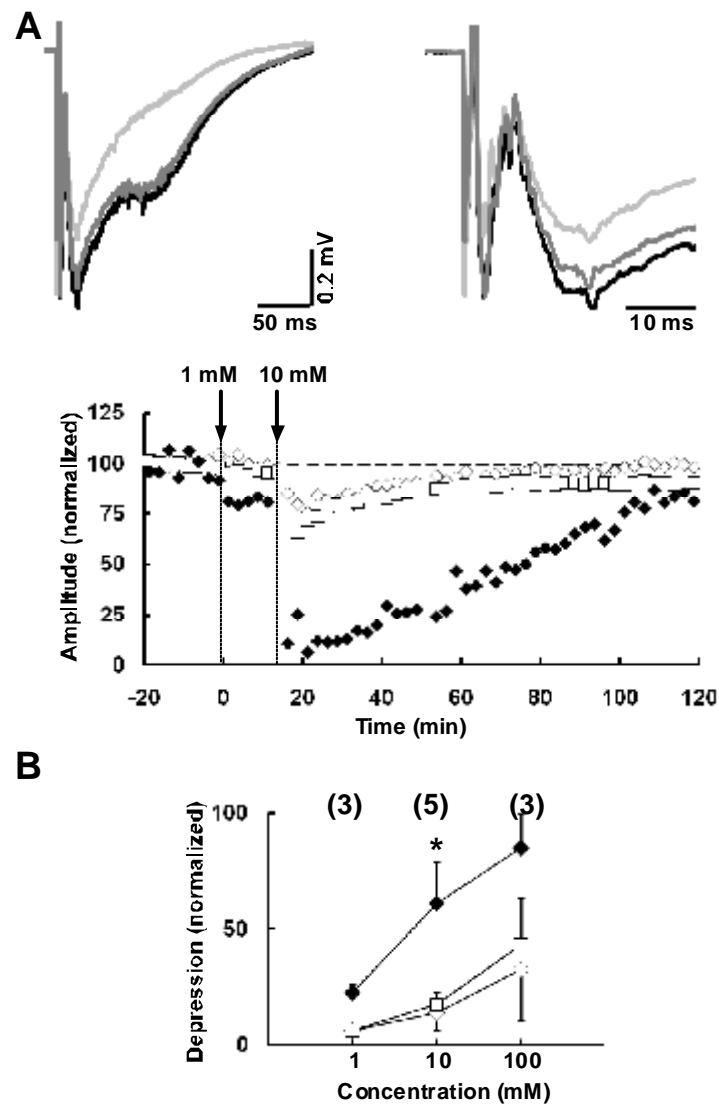 A
0.2 mV
50 ms
10 ms
1 mM
10 mM
Amplitude (normalized)
125
100
75
50
25
0
-20
0
20
40
60
80
100
120
Time (min)
B
Depression (normalized)
100
50
0
(3)
(5)
(3)
*
1
10
100
Concentration (mM)